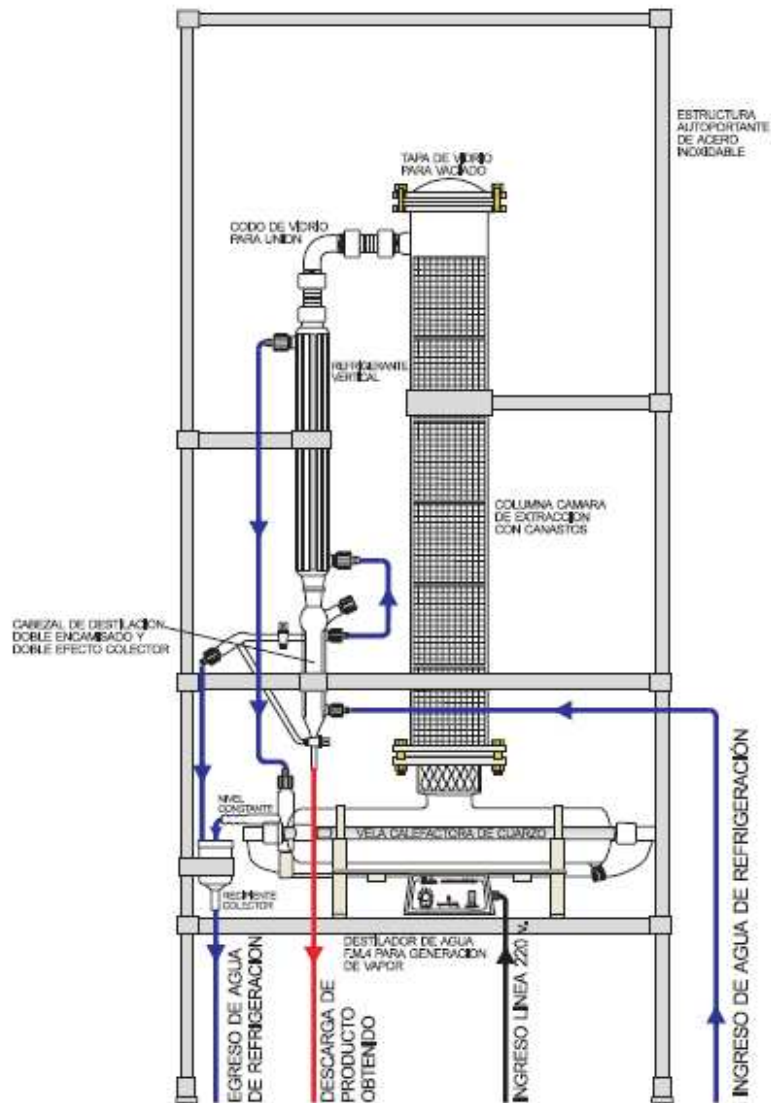 ESTRUCTURA
AUTOPORTANTE
DE ACERO
INOXIDABLE
TAPA DE VIDRIO
PARA VACIADO
CODO DE VIDRIO
PARA UNION
REFRIGERANTE
VERTICAL
COLUMNA CAMARA
DE EXTRACCION
CON CANASTOS
CABEZAL DE DESTILACION
DOBLE ENCAMISADO Y
DOBLE EFECTO COLECTOR
NIVEL
CONSTANTE
VELA CALEFACTORA DE CUARZO
RECIPIENTE
COLECTOR
DESTILADOR DE AGUA
F.M.4 PARA GENERACION
DE VAPOR
EGRESO DE AGUA
DE REFRIGERACION
DESCARGA DE
PRODUCTO
OBTENIDO
INGRESO LINEA 220 v.
INGRESO DE AGUA DE REFRIGERACIÓN